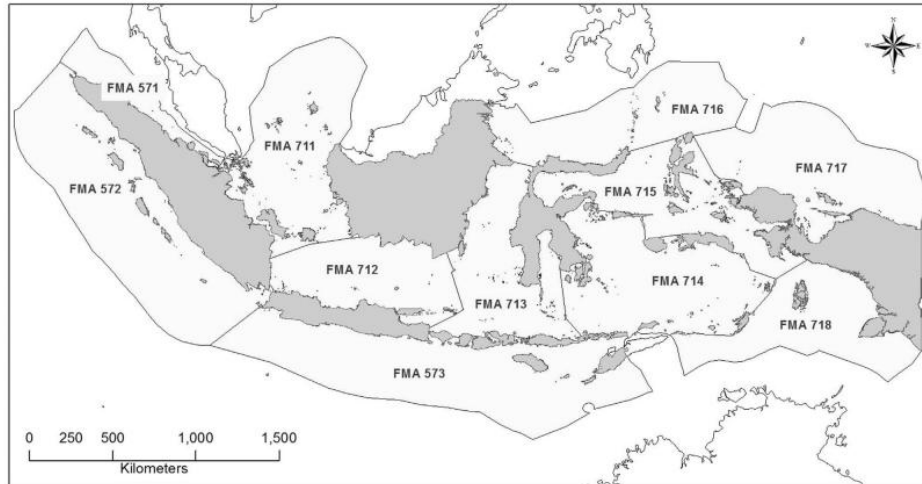 FMA 571
FMA 711
FMA 716
FMA 572
FMA 717
FMA 715
FMA 712
FMA 714
FMA 713
FMA 718
FMA 573
0 250 500 1,000 1,500
Kilometers
N
W E
S